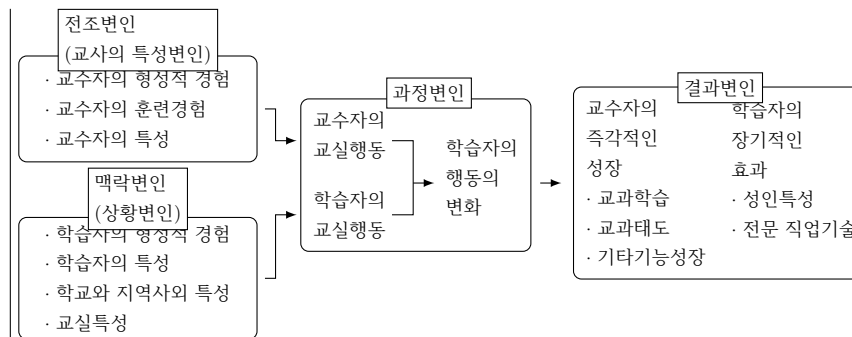 전조변인
(교사의 특성변인)
· 교수자의 형성적 경험
· 교수자의 훈련경험
· 교수자의 특성
맥락변인
(상황변인)
· 학습자의 형성적 경험
· 학습자의 특성
· 학교와 지역사외 특성
· 교실특성
과정변인
교수자의
교실행동
학습자의
교실행동
학습자의
행동의
변화
결과변인
교수자의
즉각적인
성장
· 교과학습
· 교과태도
· 기타기능성장
학습자의
장기적인
효과
· 성인특성
· 전문 직업기술